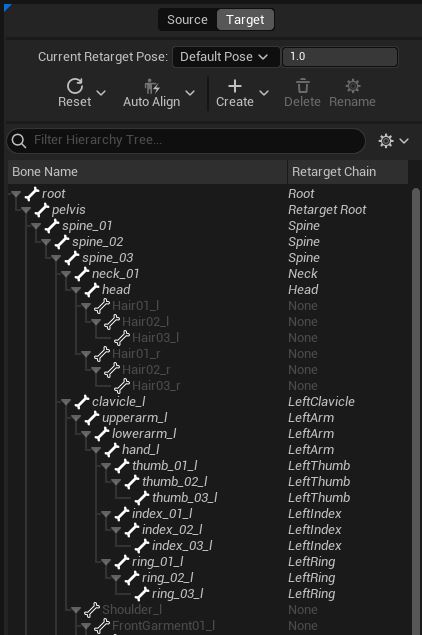 Source Target
Current Retarget Pose: Default Pose 1.0
Reset Auto Align Create Delete Rename
Filter Hierarchy Tree...
Bone Name Retarget Chain
root Root
pelvis Retarget Root
spine_01 Spine
spine_02 Spine
spine_03 Spine
neck_01 Neck
head Head
Hair01_l None
Hair02_l None
Hair03_l None
Hair01_r None
Hair02_r None
Hair03_r None
clavicle_l LeftClavicle
upperarm_l LeftArm
lowerarm_l LeftArm
hand_l LeftArm
thumb_01_l LeftThumb
thumb_02_l LeftThumb
thumb_03_l LeftThumb
index_01_l LeftIndex
index_02_l LeftIndex
index_03_l LeftIndex
ring_01_l LeftRing
ring_02_l LeftRing
ring_03_l LeftRing
Shoulder_l None
FrontGarment01_l None